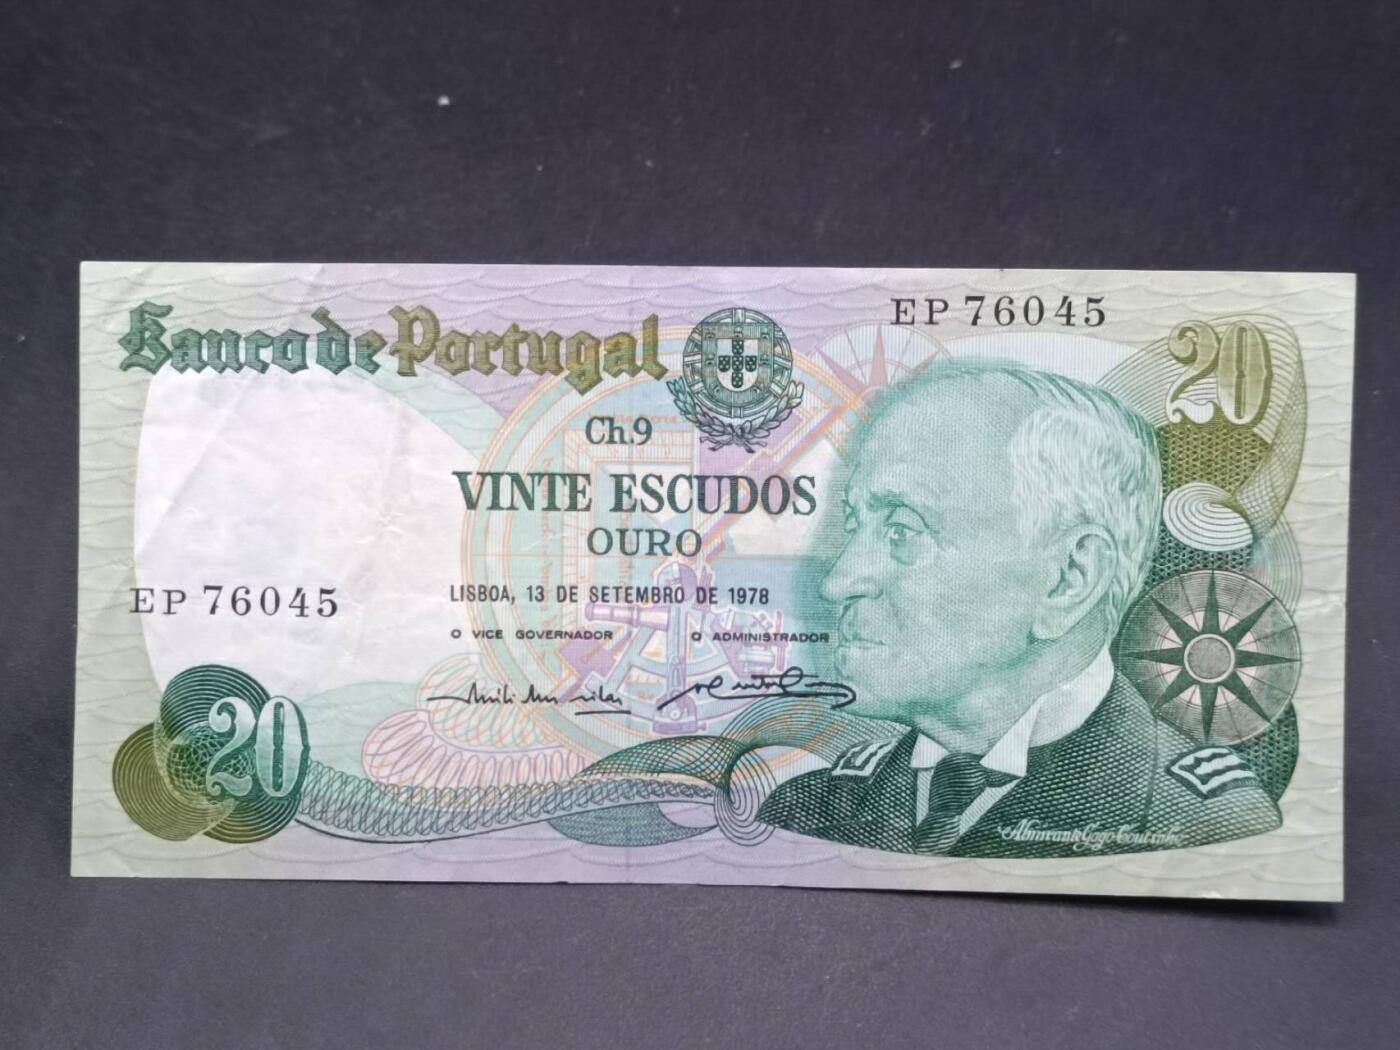 Banco de Portugal
EP 76045
20
Ch.9
VINTE ESCUDOS
OURO
LISBOA, 13 DE SETEMBRO DE 1978
EP 76045
O VICE GOVERNADOR
O ADMINISTRADOR
20
Almirante Gago Coutinho